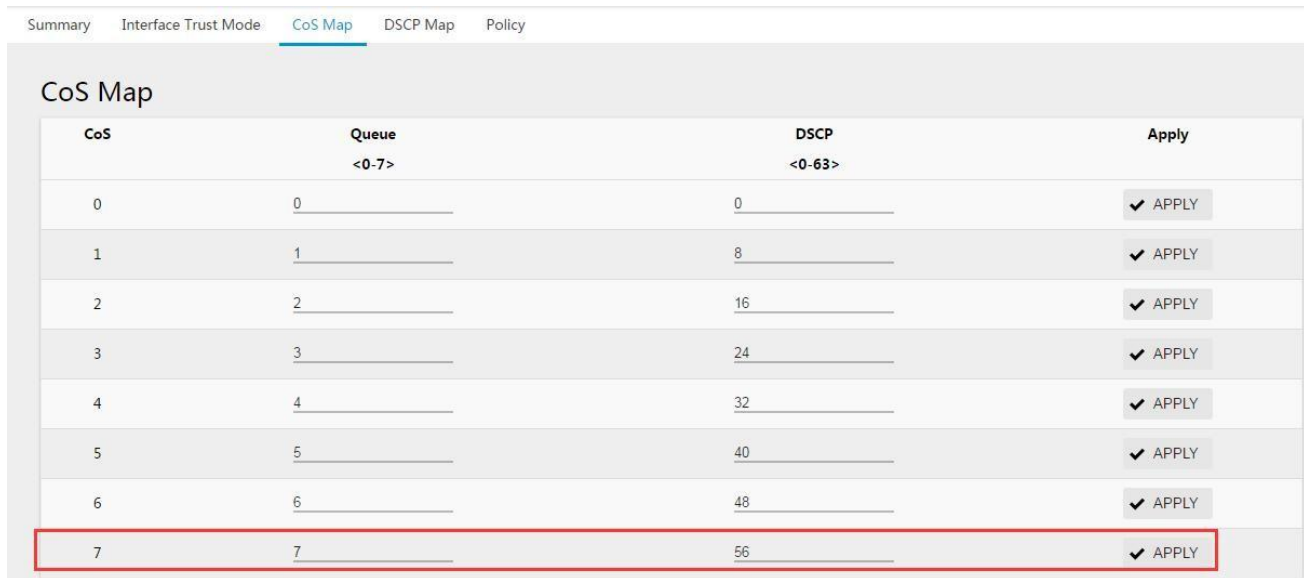 Summary Interface Trust Mode CoS Map DSCP Map Policy
CoS Map
CoS Queue DSCP Apply
<0-7> <0-63>
0 0 0 APPLY
1 1 8 APPLY
2 2 16 APPLY
3 3 24 APPLY
4 4 32 APPLY
5 5 40 APPLY
6 6 48 APPLY
7 7 56 APPLY